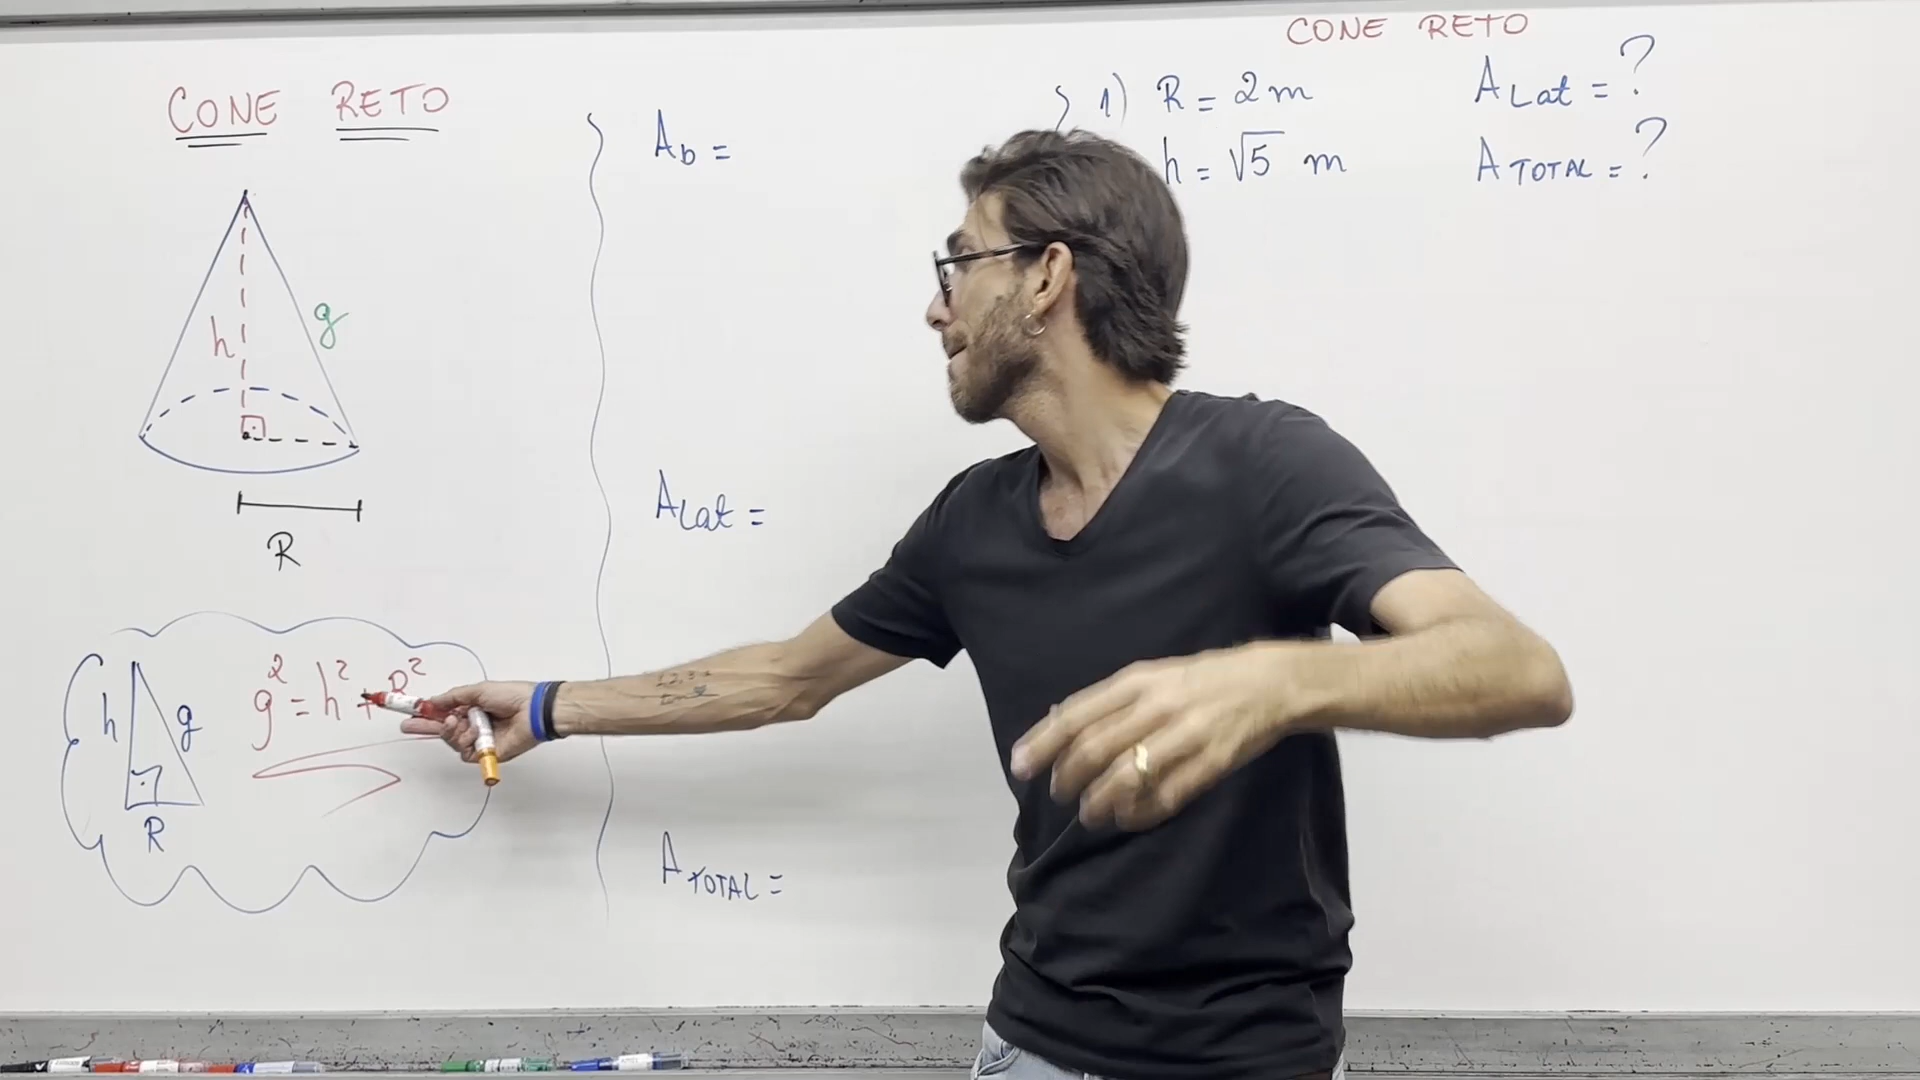 CONE RETO
h
g
R
h
g
R
g² = h² + R²
A_b =
A_Lat =
A_TOTAL =
CONE RETO
1) R = 2 m
h = √5 m
A_Lat = ?
A_TOTAL = ?